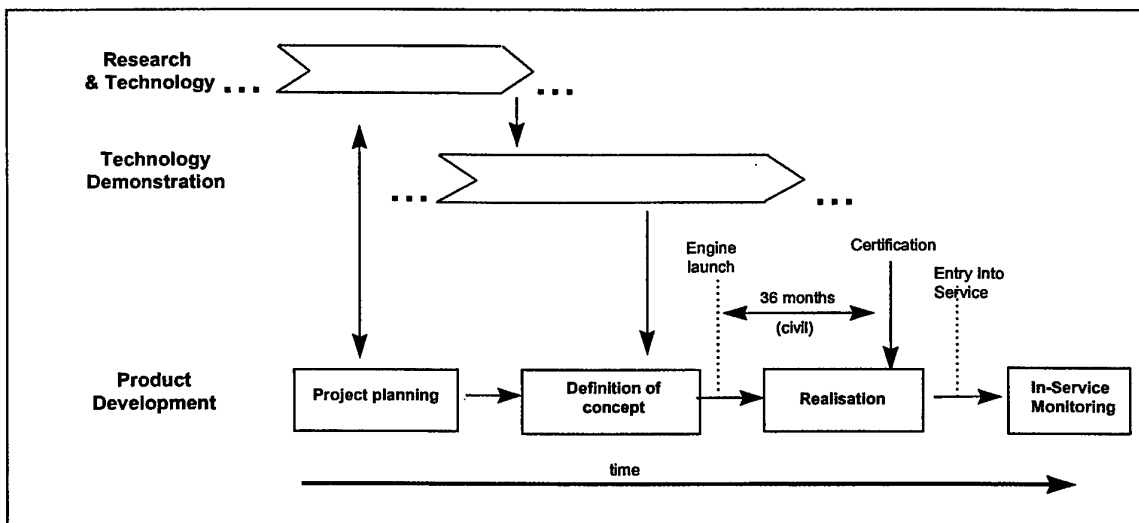 Research
& Technology
...
...
Technology
Demonstration
...
...
Engine
launch
Certification
Entry Into
Service
36 months
(civil)
Product
Development
Project planning
Definition of
concept
Realisation
In-Service
Monitoring
time